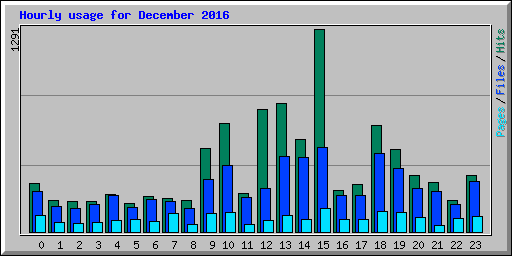 Hourly usage for December 2016
1291
Pages/Files/Hits
0 1 2 3 4 5 6 7 8 9 10 11 12 13 14 15 16 17 18 19 20 21 22 23